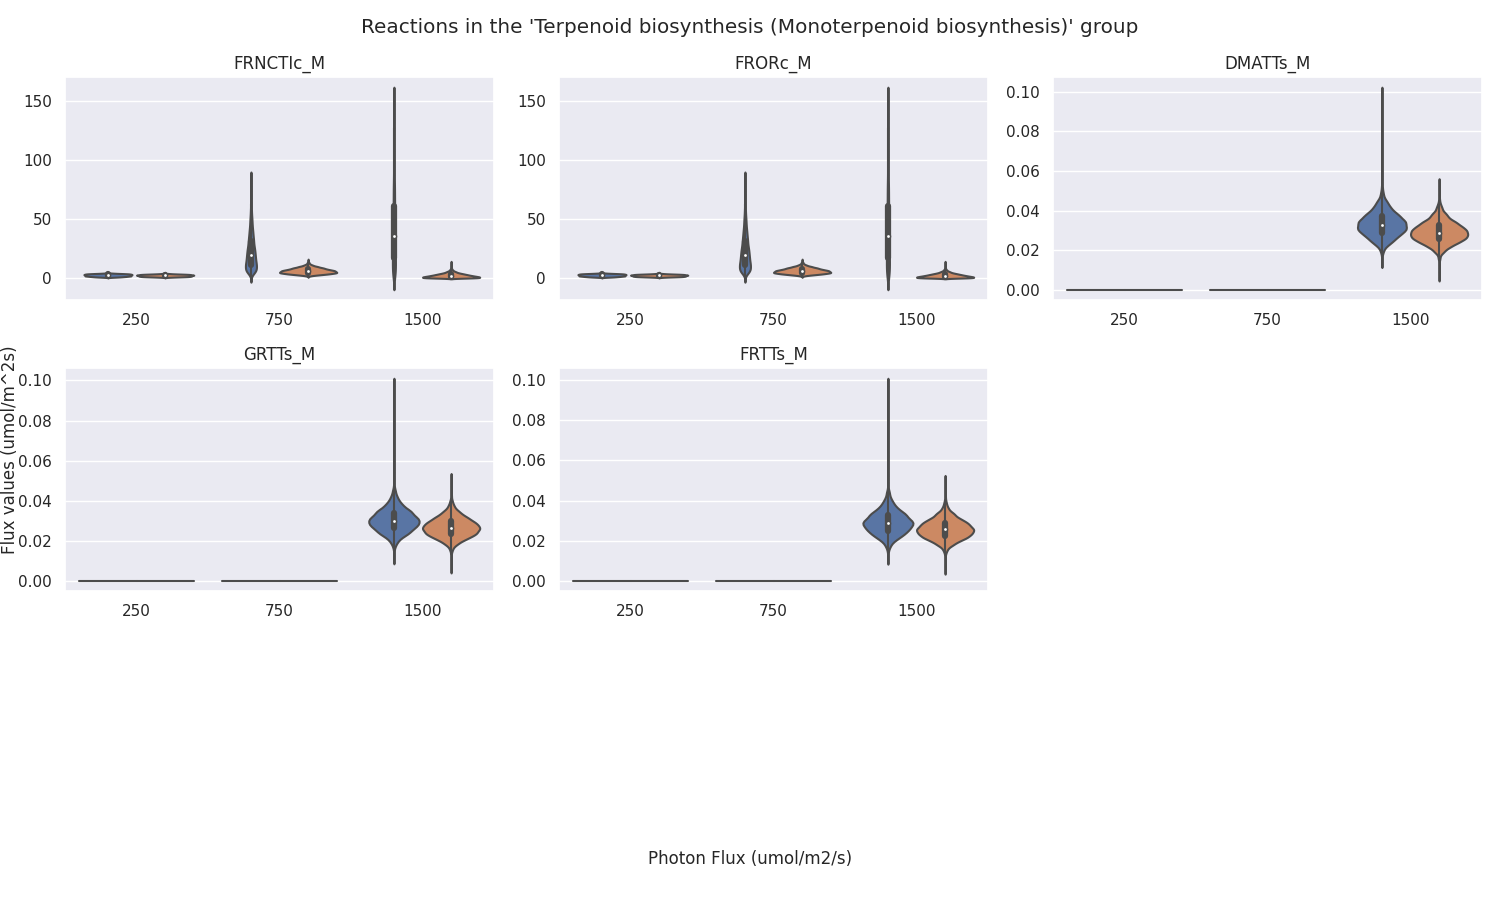 Reactions in the 'Terpenoid biosynthesis (Monoterpenoid biosynthesis)' group
FRNCTIc_M
150
100
50
0
250 750 1500
FRORc_M
150
100
50
0
250 750 1500
DMATTs_M
0.10
0.08
0.06
0.04
0.02
0.00
250 750 1500
Flux values (umol/m^2s)
GRTTs_M
0.10
0.08
0.06
0.04
0.02
0.00
250 750 1500
FRTTs_M
0.10
0.08
0.06
0.04
0.02
0.00
250 750 1500
Photon Flux (umol/m2/s)